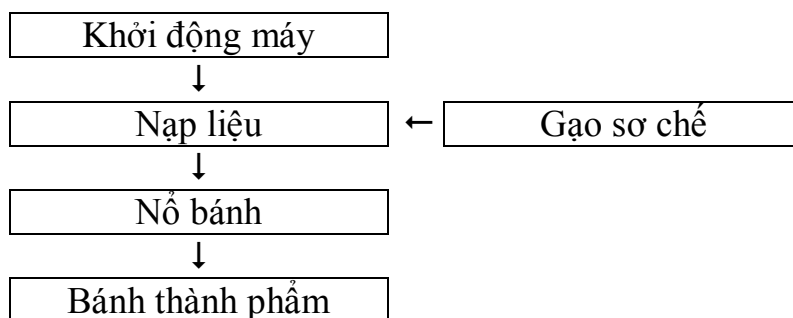 Khởi động máy
Nạp liệu
Gạo sơ chế
Nổ bánh
Bánh thành phẩm